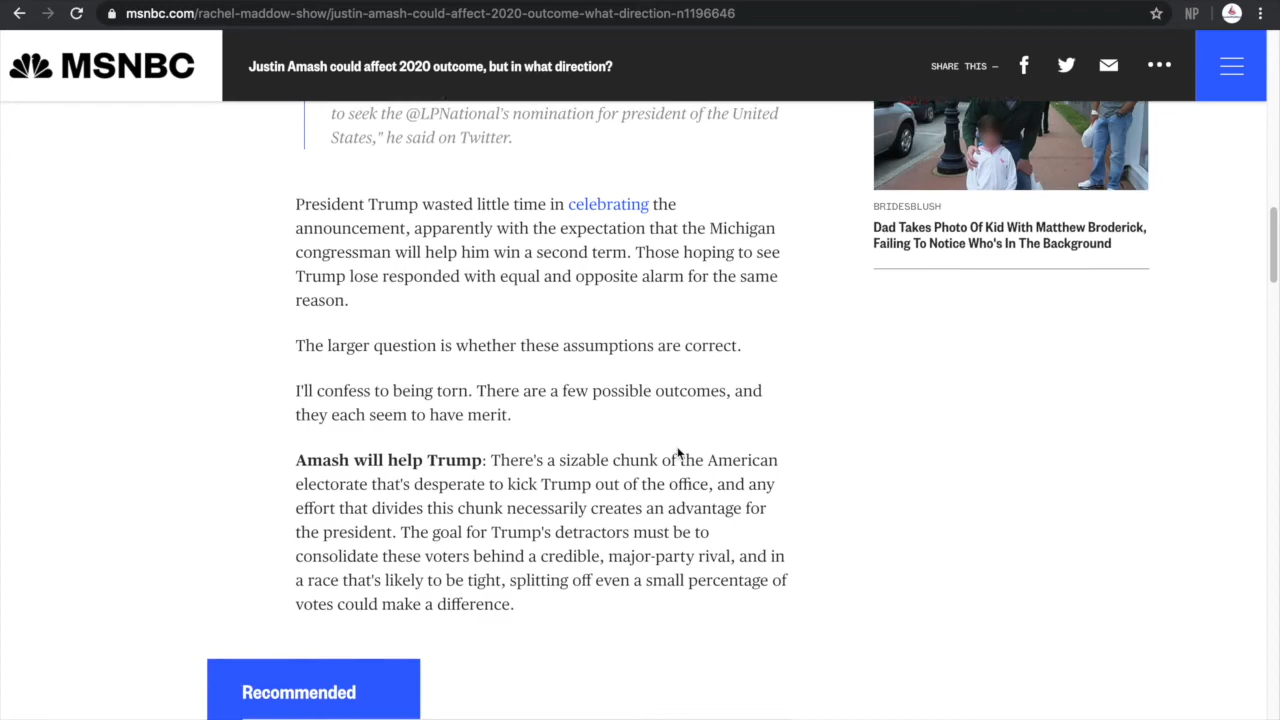 msnbc.com/rachel-maddow-show/justin-amash-could-affect-2020-outcome-what-direction-n1196646
NP
MSNBC
Justin Amash could affect 2020 outcome, but in what direction?
SHARE THIS —
to seek the @LPNational's nomination for president of the United
States," he said on Twitter.
President Trump wasted little time in celebrating the
announcement, apparently with the expectation that the Michigan
congressman will help him win a second term. Those hoping to see
Trump lose responded with equal and opposite alarm for the same
reason.
The larger question is whether these assumptions are correct.
I'll confess to being torn. There are a few possible outcomes, and
they each seem to have merit.
Amash will help Trump: There's a sizable chunk of the American
electorate that's desperate to kick Trump out of the office, and any
effort that divides this chunk necessarily creates an advantage for
the president. The goal for Trump's detractors must be to
consolidate these voters behind a credible, major-party rival, and in
a race that's likely to be tight, splitting off even a small percentage of
votes could make a difference.
BRIDESBLUSH
Dad Takes Photo Of Kid With Matthew Broderick,
Failing To Notice Who's In The Background
Recommended